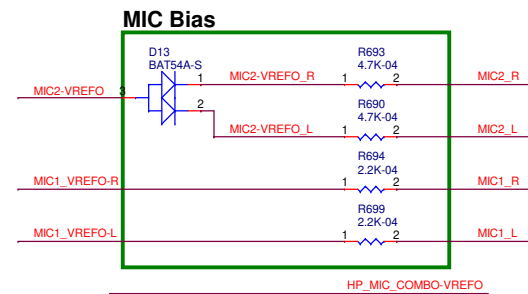 MIC Bias
D13
BAT54A-S
R693
4.7K-04
MIC2-VREFO 3 1 MIC2-VREFO_R 1 2 MIC2_R
R690
4.7K-04
2 MIC2-VREFO_L 1 2 MIC2_L
R694
2.2K-04
MIC1_VREFO-R 1 2 MIC1_R
R699
2.2K-04
MIC1_VREFO-L 1 2 MIC1_L
HP_MIC_COMBO-VREFO